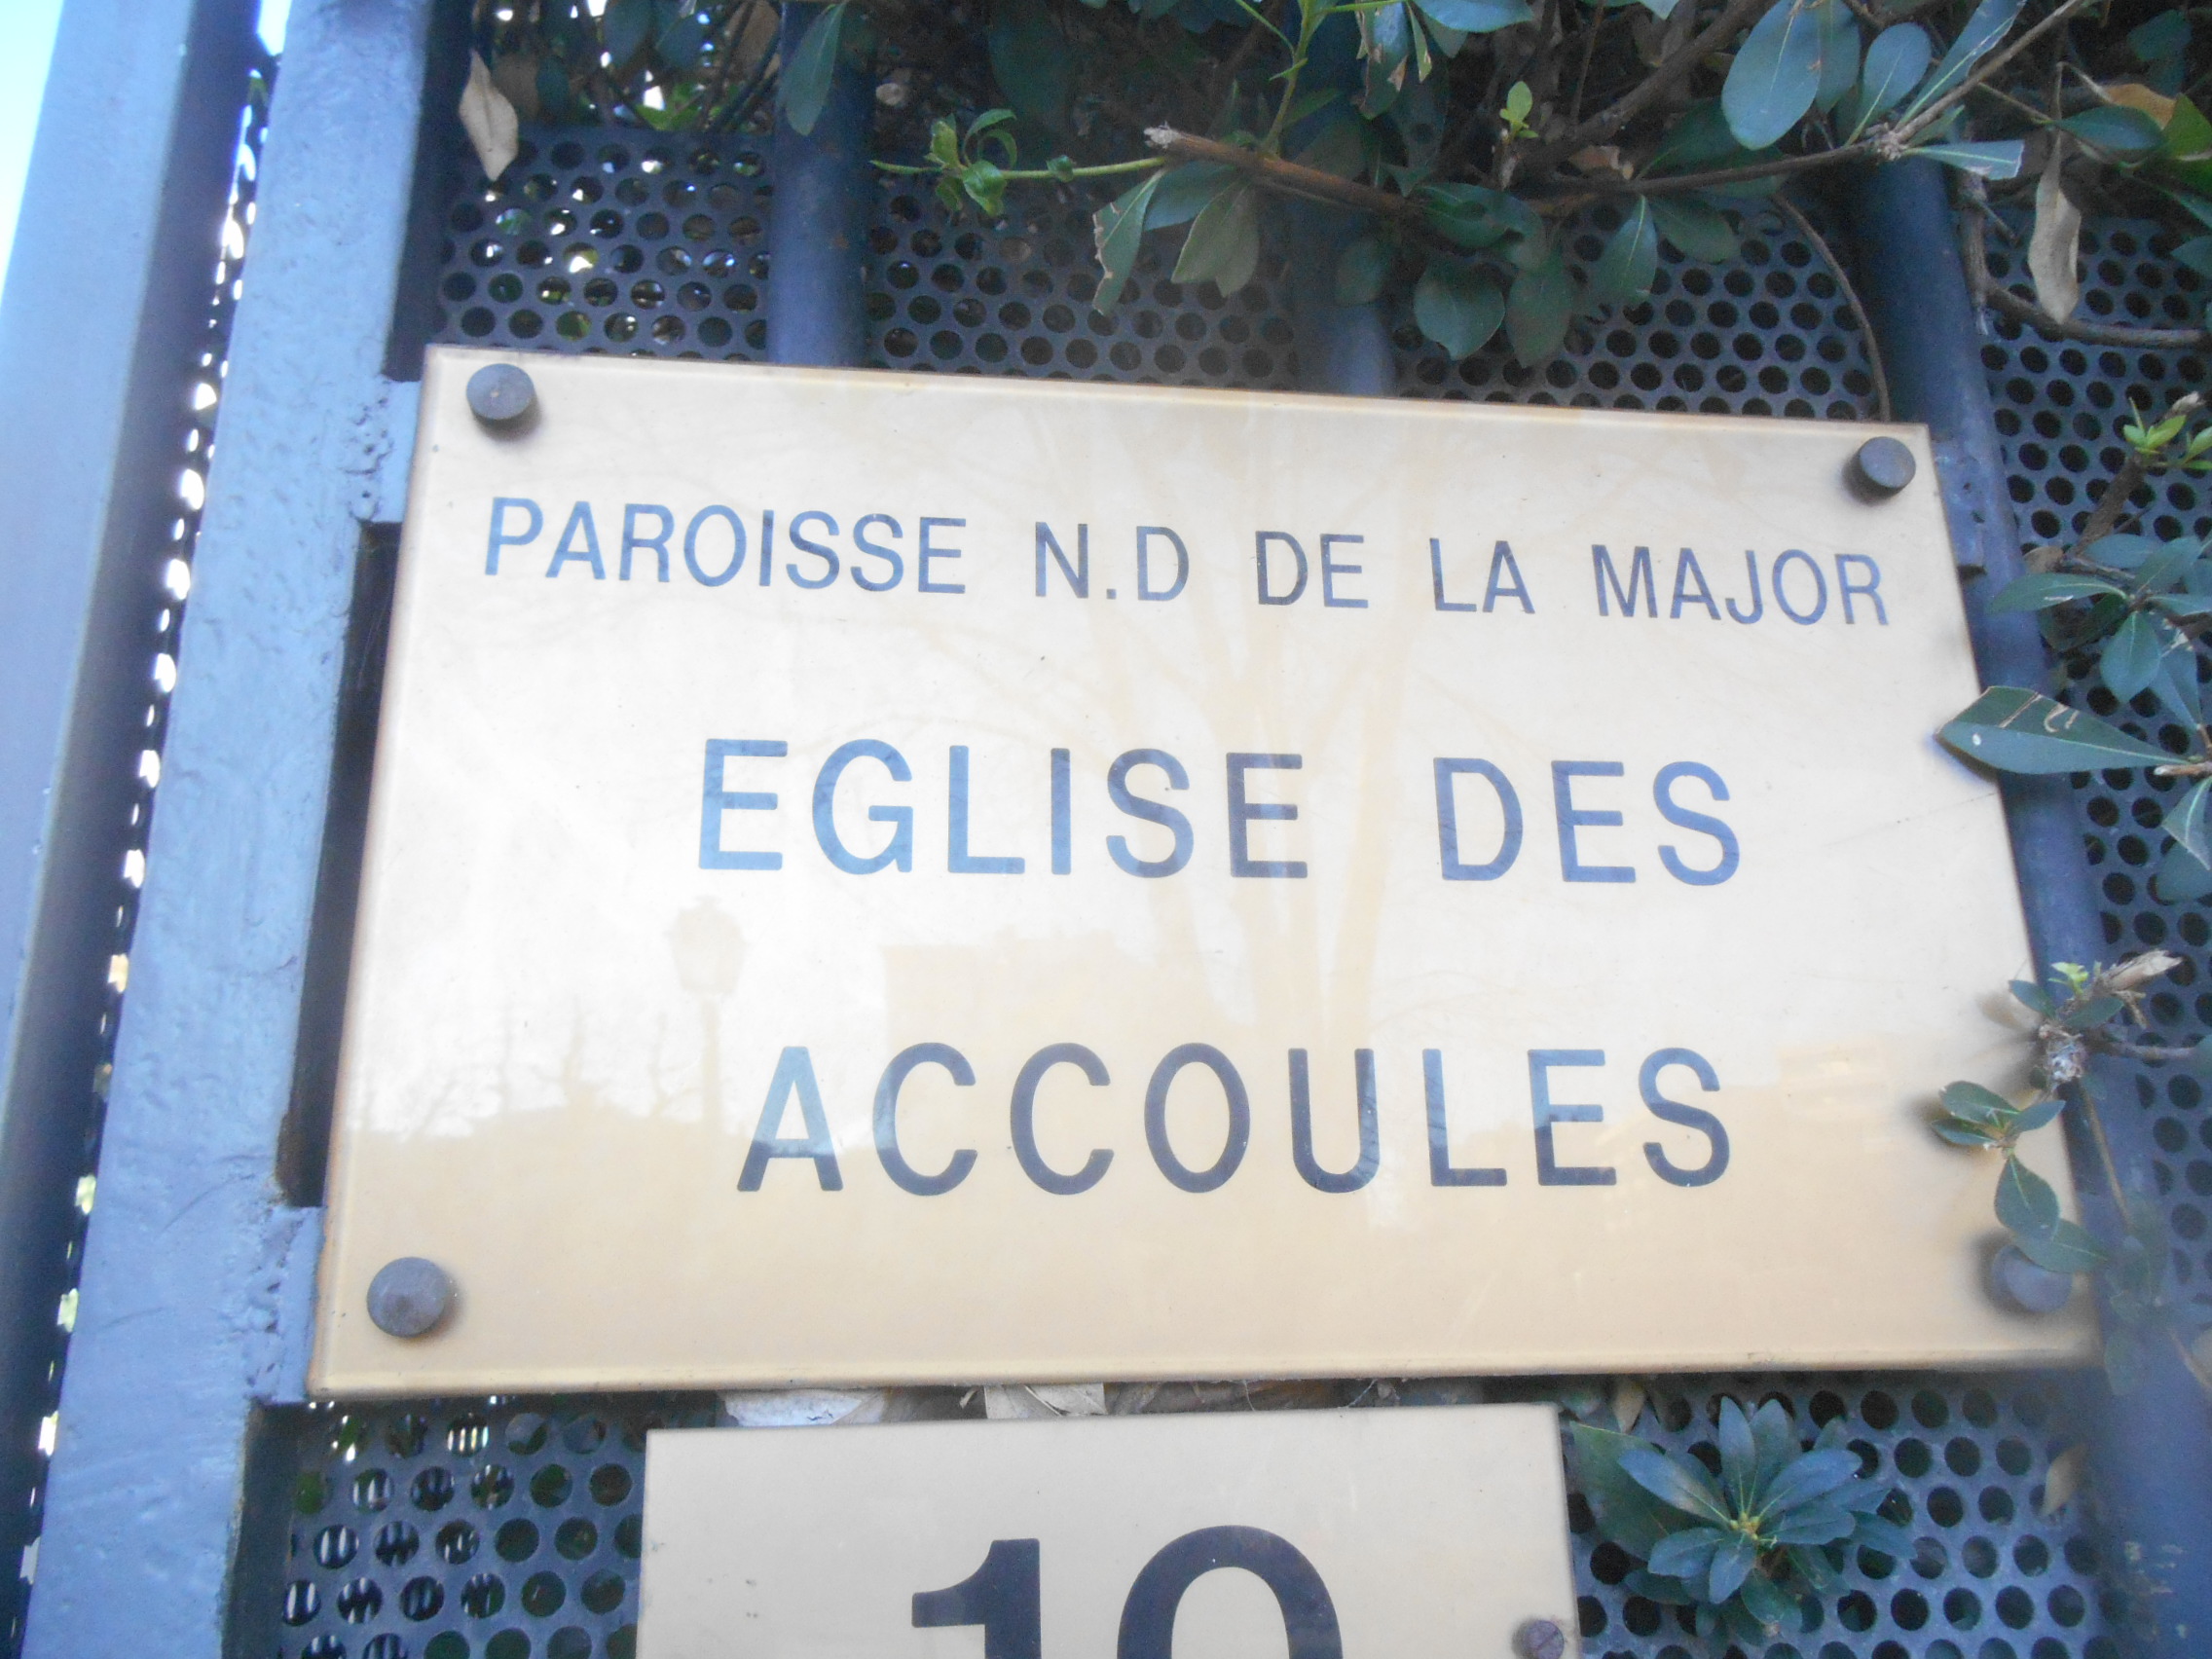 PAROISSE N.D DE LA MAJOR
EGLISE DES
ACCOULES
10